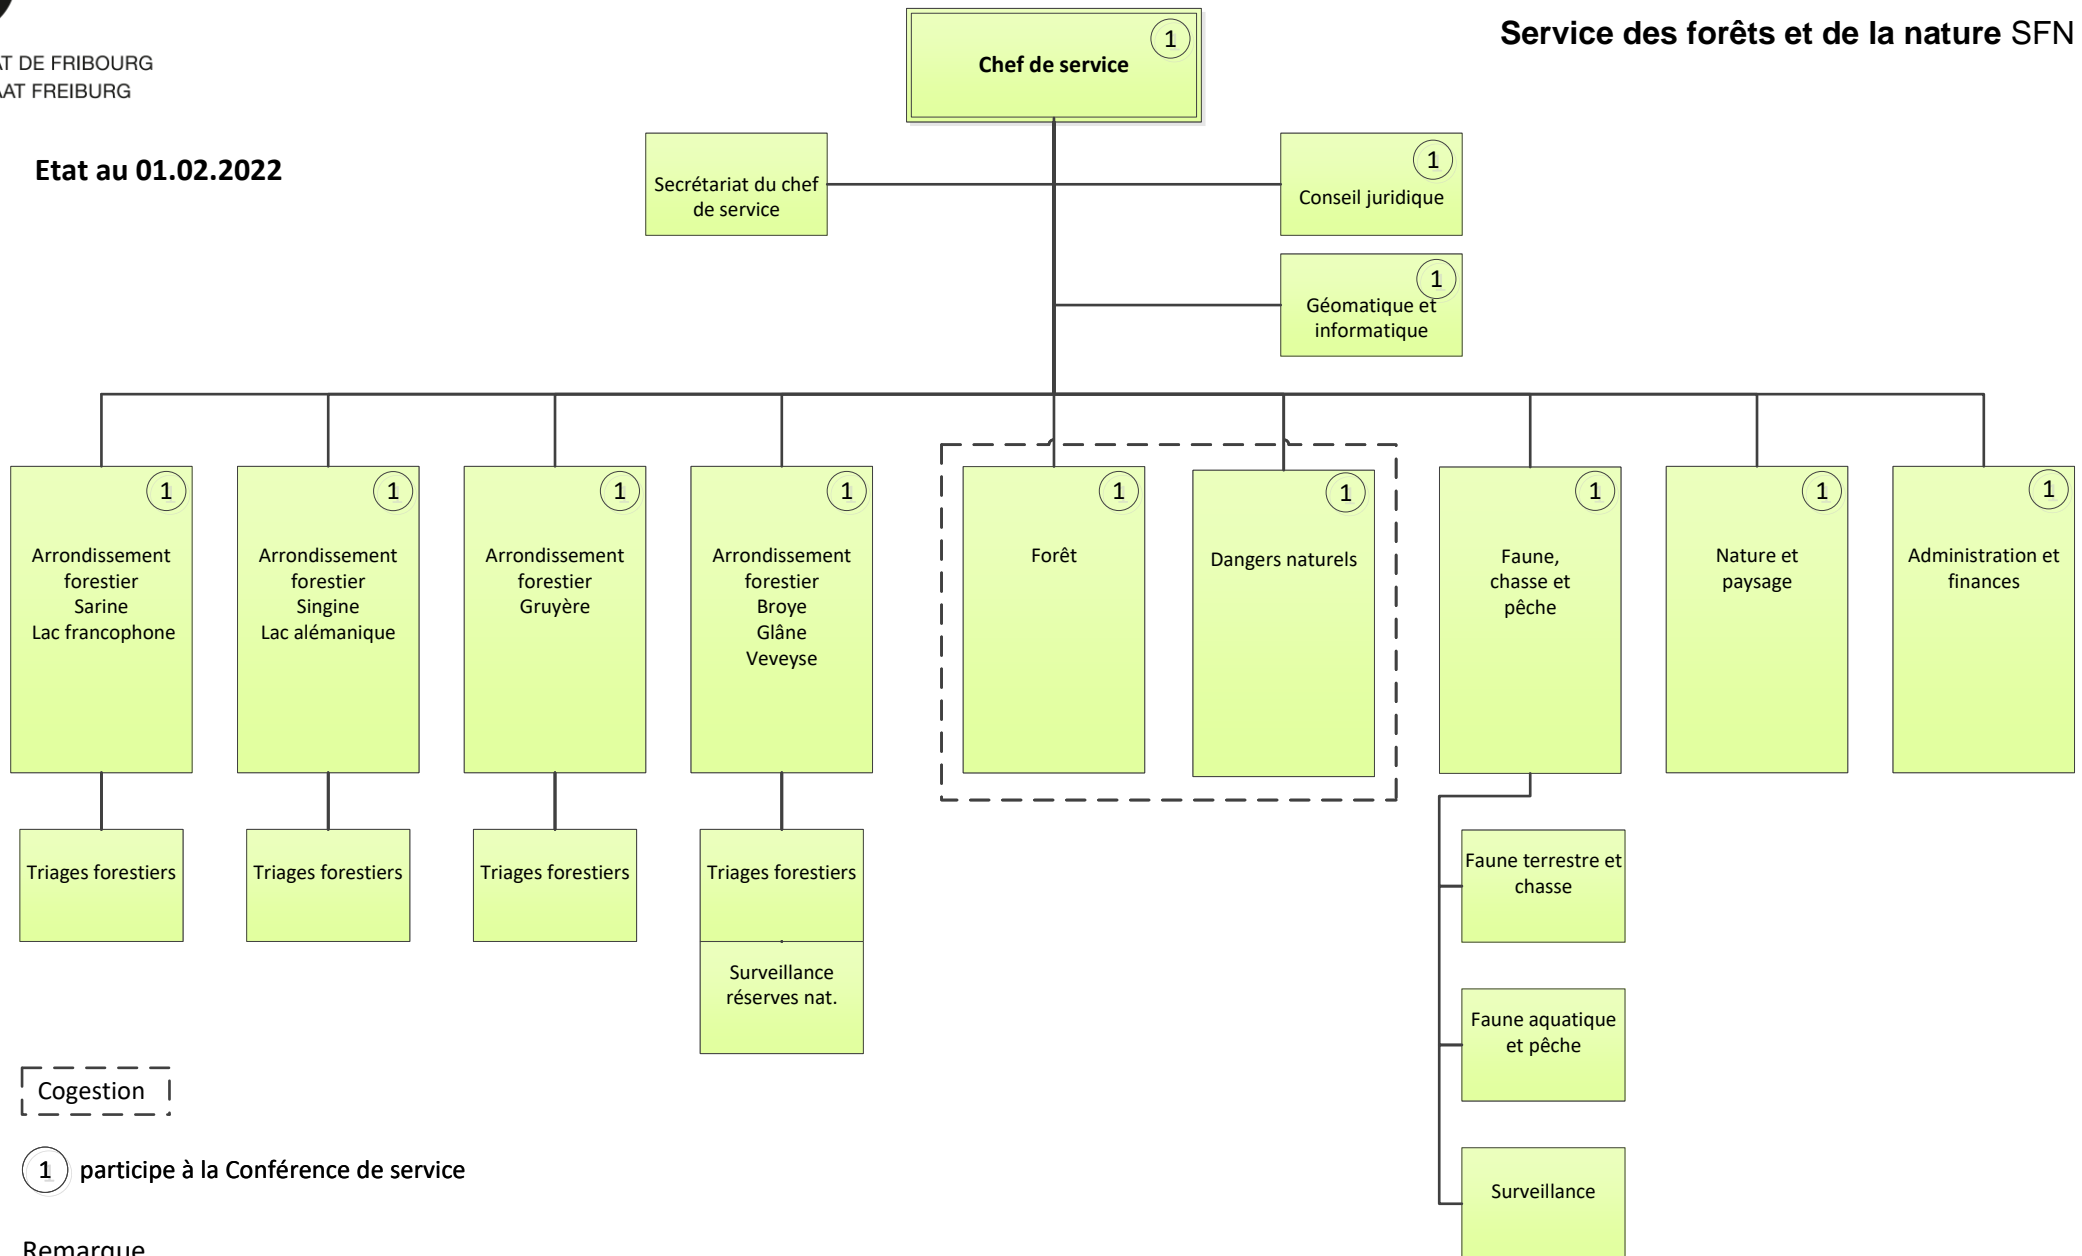 1
Chef de service
Service des forêts et de la nature SFN
T DE FRIBOURG
AT FREIBURG
Etat au 01.02.2022
Secrétariat du chef
de service
1
Conseil juridique
1
Géomatique et
informatique
1
Arrondissement
forestier
Sarine
Lac francophone
1
Arrondissement
forestier
Singine
Lac alémanique
1
Arrondissement
forestier
Gruyère
1
Arrondissement
forestier
Broye
Glâne
Veveyse
1
Forêt
1
Dangers naturels
1
Faune,
chasse et
pêche
1
Nature et
paysage
1
Administration et
finances
Triages forestiers
Triages forestiers
Triages forestiers
Triages forestiers
Surveillance
réserves nat.
Faune terrestre et
chasse
Faune aquatique
et pêche
Surveillance
Cogestion
1 participe à la Conférence de service
Remarque